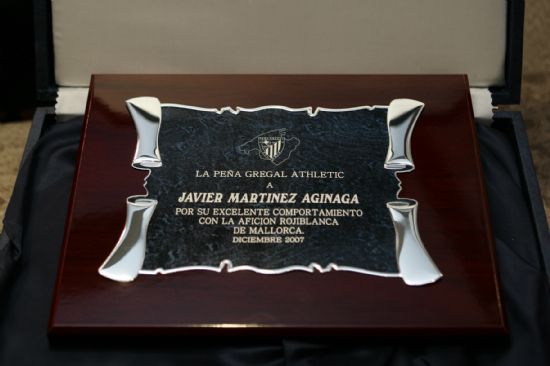 LA PEÑA GREGAL ATHLETIC
A
JAVIER MARTINEZ AGINAGA
POR SU EXCELENTE COMPORTAMIENTO
CON LA AFICION ROJIBLANCA
DE MALLORCA.
DICIEMBRE 2007